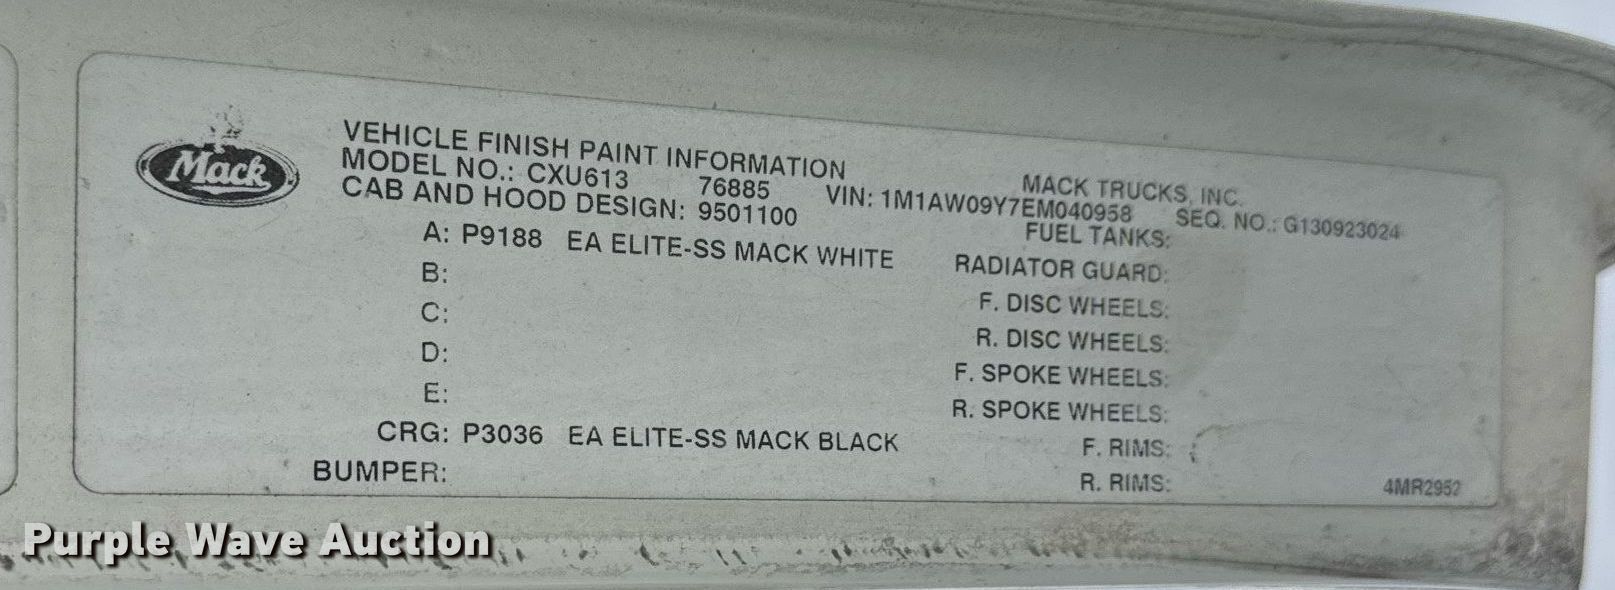 Mack
VEHICLE FINISH PAINT INFORMATION
MACK TRUCKS, INC.
MODEL NO.: CXU613 76885 VIN: 1M1AW09Y7EM040958 SEQ. NO.: G130923024
CAB AND HOOD DESIGN: 9501100
A: P9188 EA ELITE-SS MACK WHITE
B:
C:
D:
E:
CRG: P3036 EA ELITE-SS MACK BLACK
BUMPER:
FUEL TANKS:
RADIATOR GUARD:
F. DISC WHEELS:
R. DISC WHEELS:
F. SPOKE WHEELS:
R. SPOKE WHEELS:
F. RIMS:
R. RIMS:
4MR2952
Purple Wave Auction